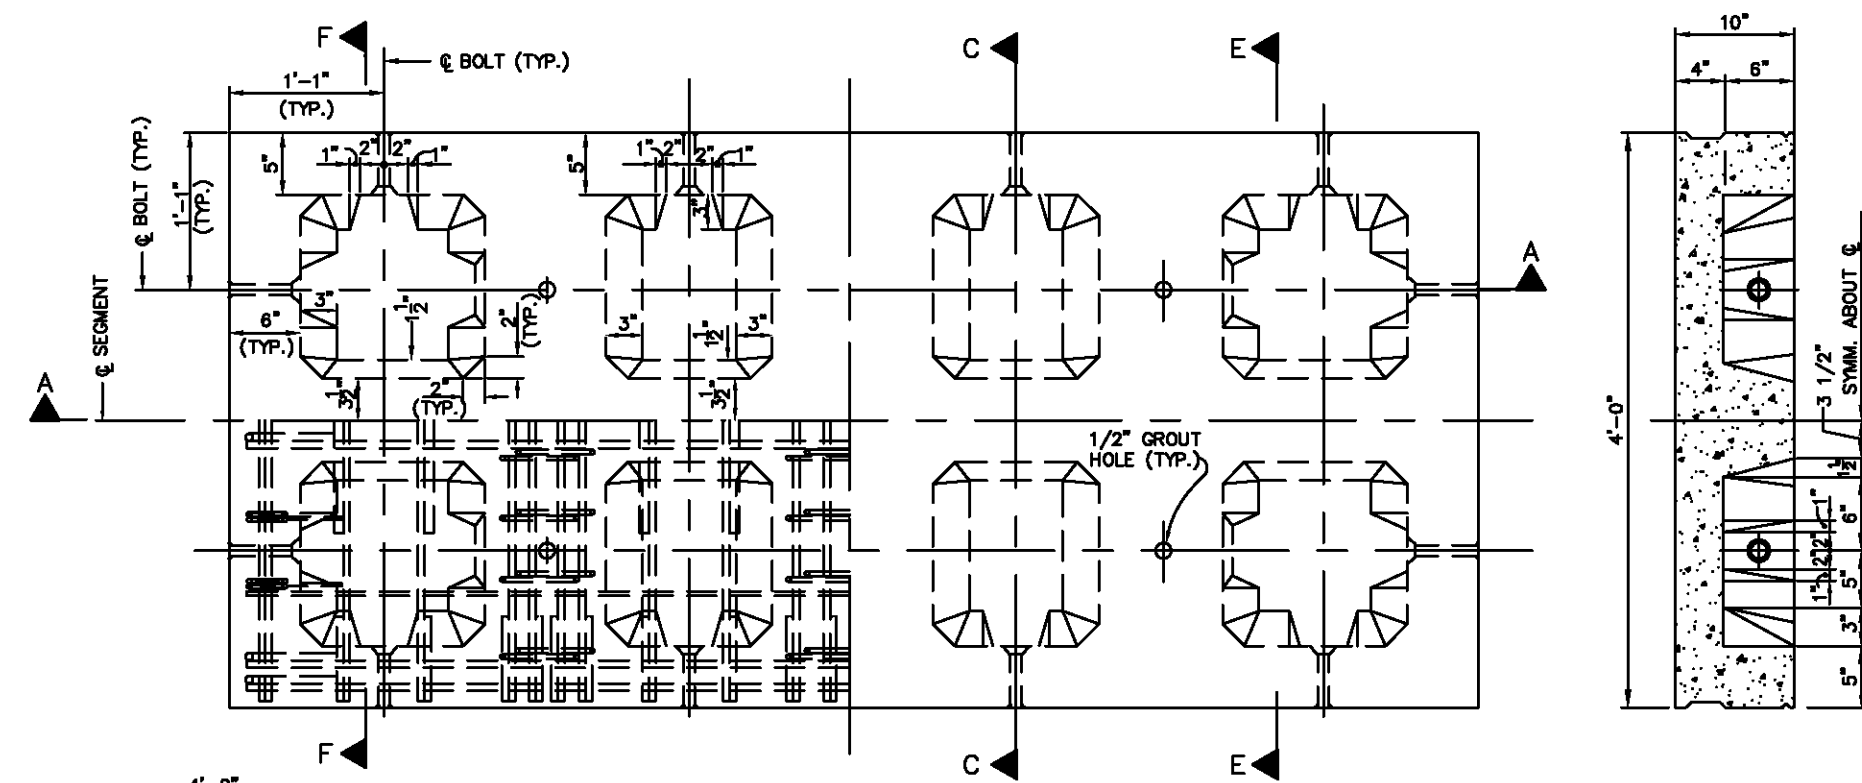 F
℄ BOLT (TYP.)
C
E
10"
4"
6"
1'-1"
(TYP.)
℄ BOLT (TYP.)
1'-1"
(TYP.)
5"
1"
2"
2"
1"
5"
1"
2"
2"
1"
3"
A
℄ SEGMENT
3"
6"
(TYP.)
1 1/2"
2"
(TYP.)
3"
1 1/2"
3"
A
3 1/2"
2"
(TYP.)
3 1/2"
1/2" GROUT
HOLE (TYP.)
4'-0"
3 1/2"
SYMM. ABOUT ℄
1 1/2"
6"
1"
2"
2"
1"
5"
3"
5"
F
C
E